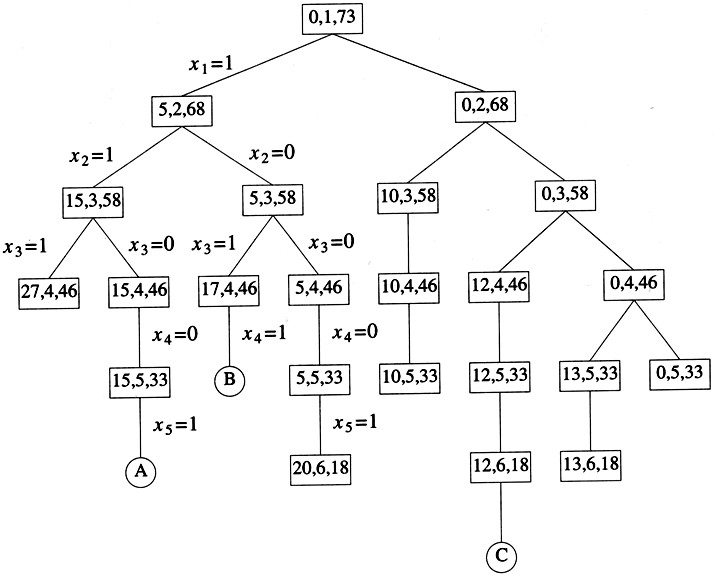 0,1,73
x1=1
5,2,68
0,2,68
x2=1
x2=0
15,3,58
5,3,58
10,3,58
0,3,58
x3=1
x3=0
x3=1
x3=0
27,4,46
15,4,46
17,4,46
5,4,46
10,4,46
12,4,46
0,4,46
x4=0
x4=1
x4=0
15,5,33
B
5,5,33
10,5,33
12,5,33
13,5,33
0,5,33
x5=1
x5=1
A
20,6,18
12,6,18
13,6,18
C